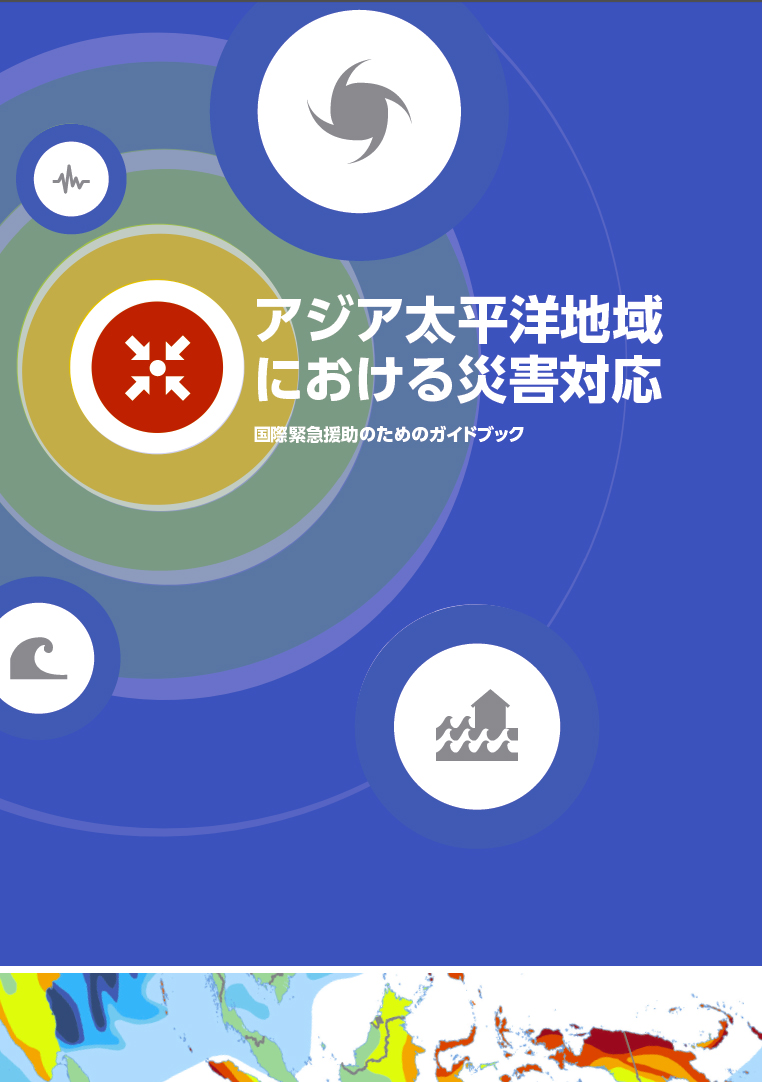 アジア太平洋地域
における災害対応
国際緊急援助のためのガイドブック